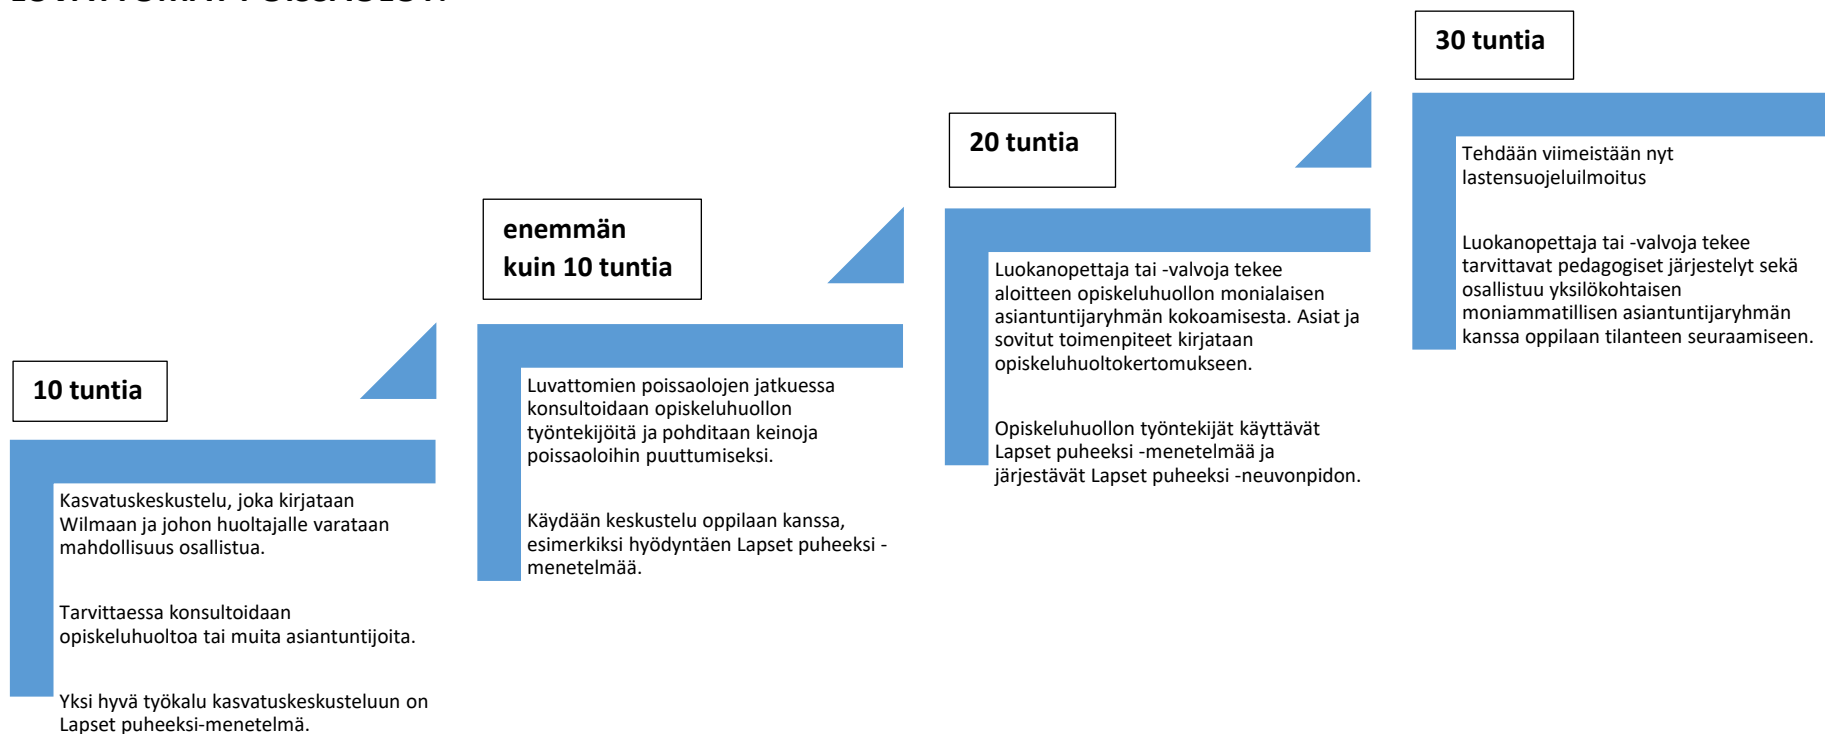 10 tuntia
Kasvatuskeskustelu, joka kirjataan
Wilmaan ja johon huoltajalle varataan
mahdollisuus osallistua.
Tarvittaessa konsultoidaan
opiskeluhuoltoa tai muita asiantuntijoita.
Yksi hyvä työkalu kasvatuskeskusteluun on
Lapset puheeksi-menetelmä.
enemmän
kuin 10 tuntia
Luvattomien poissaolojen jatkuessa
konsultoidaan opiskeluhuollon
työntekijöitä ja pohditaan keinoja
poissaoloihin puuttumiseksi.
Käydään keskustelu oppilaan kanssa,
esimerkiksi hyödyntäen Lapset puheeksi -
menetelmää.
20 tuntia
Luokanopettaja tai -valvoja tekee
aloitteen opiskeluhuollon monialaisen
asiantuntijaryhmän kokoamisesta. Asiat ja
sovitut toimenpiteet kirjataan
opiskeluhuoltokertomukseen.
Opiskeluhuollon työntekijät käyttävät
Lapset puheeksi -menetelmää ja
järjestävät Lapset puheeksi -neuvonpidon.
30 tuntia
Tehdään viimeistään nyt
lastensuojeluilmoitus
Luokanopettaja tai -valvoja tekee
tarvittavat pedagogiset järjestelyt sekä
osallistuu yksilökohtaisen
moniammatillisen asiantuntijaryhmän
kanssa oppilaan tilanteen seuraamiseen.